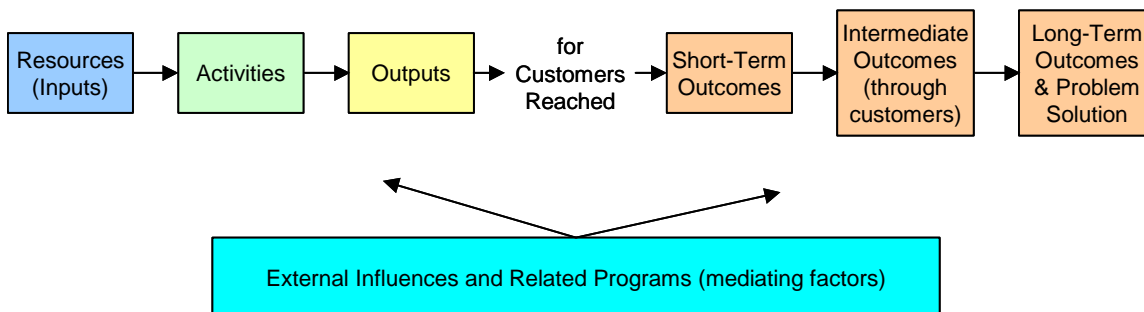 Resources
(Inputs)
Activities
Outputs
for
Customers
Reached
Short-Term
Outcomes
Intermediate
Outcomes
(through
customers)
Long-Term
Outcomes
& Problem
Solution
External Influences and Related Programs (mediating factors)